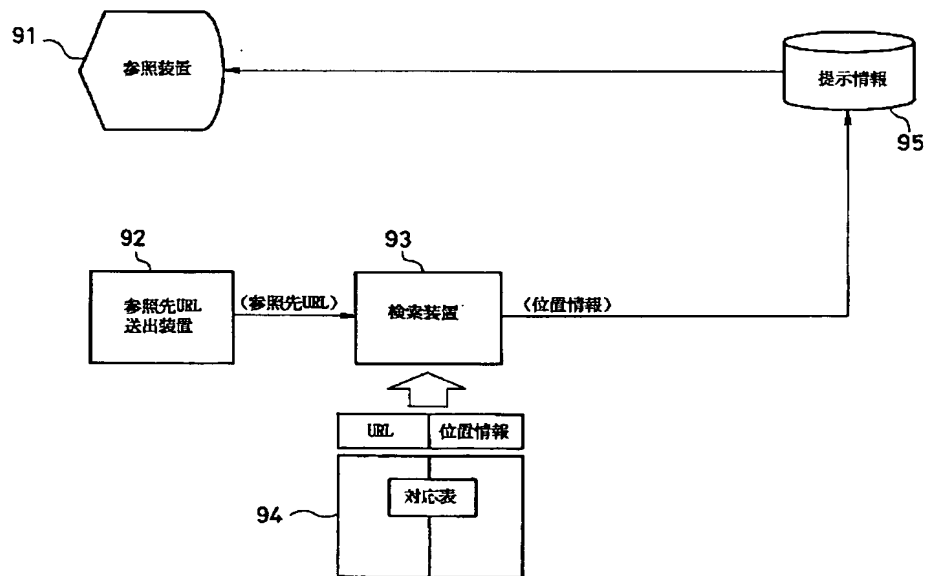 91
参照装置
提示情報
95
92
93
参照先URL
送出装置
(参照先URL)
検索装置
(位置情報)
URL
位置情報
対応表
94